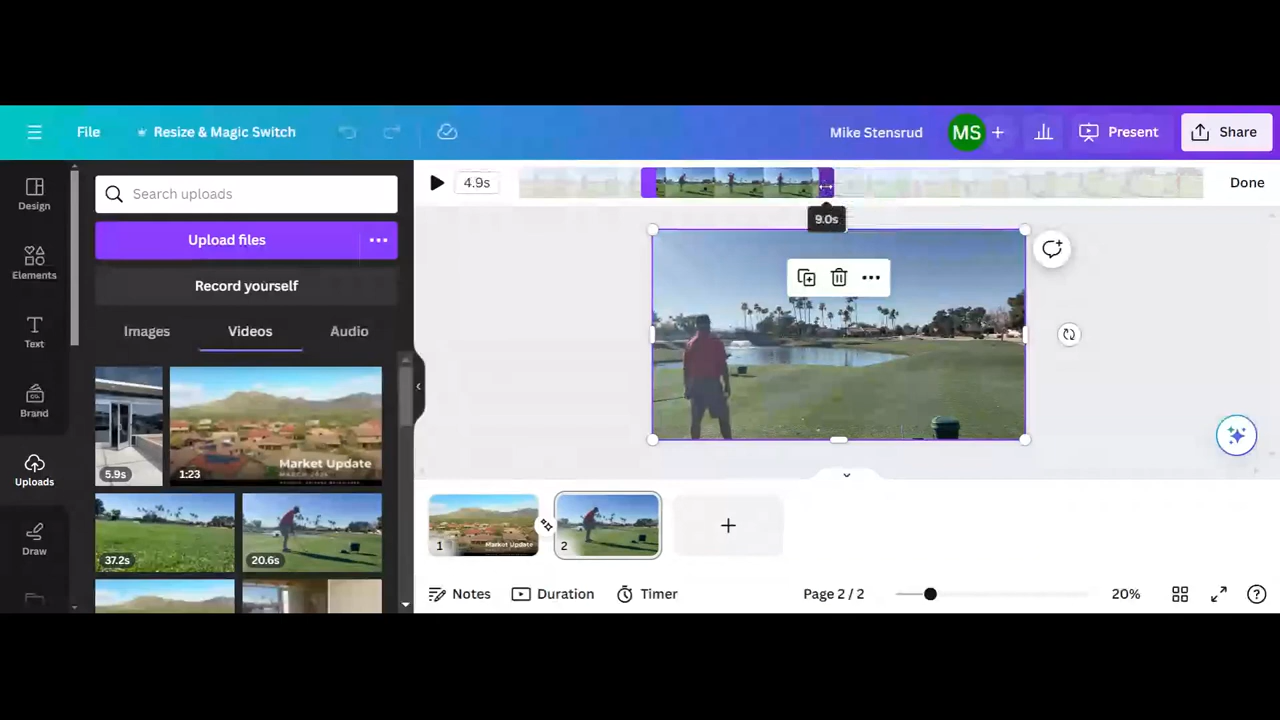 File
Resize & Magic Switch
Mike Stensrud
MS
Present
Share
Design
Elements
Text
Brand
Uploads
Draw
Search uploads
Upload files
Record yourself
Images
Videos
Audio
5.9s
1:23
Market Update
37.2s
20.6s
4.9s
Done
9.0s
1
Market Update
2
Notes
Duration
Timer
Page 2 / 2
20%